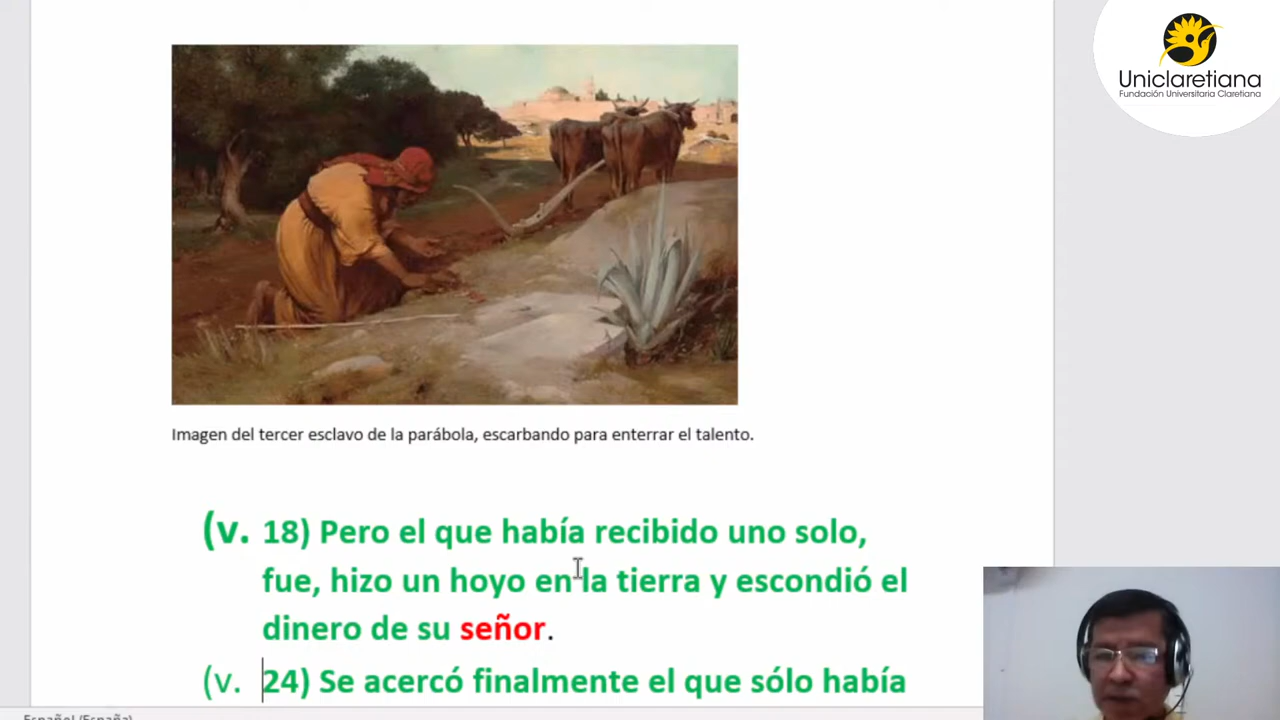 Uniclaretiana
Fundación Universitaria Claretiana
Imagen del tercer esclavo de la parábola, escarbando para enterrar el talento.
(v. 18) Pero el que había recibido uno solo,
fue, hizo un hoyo en la tierra y escondió el
dinero de su señor.
(v. 24) Se acercó finalmente el que sólo había
Español (España)